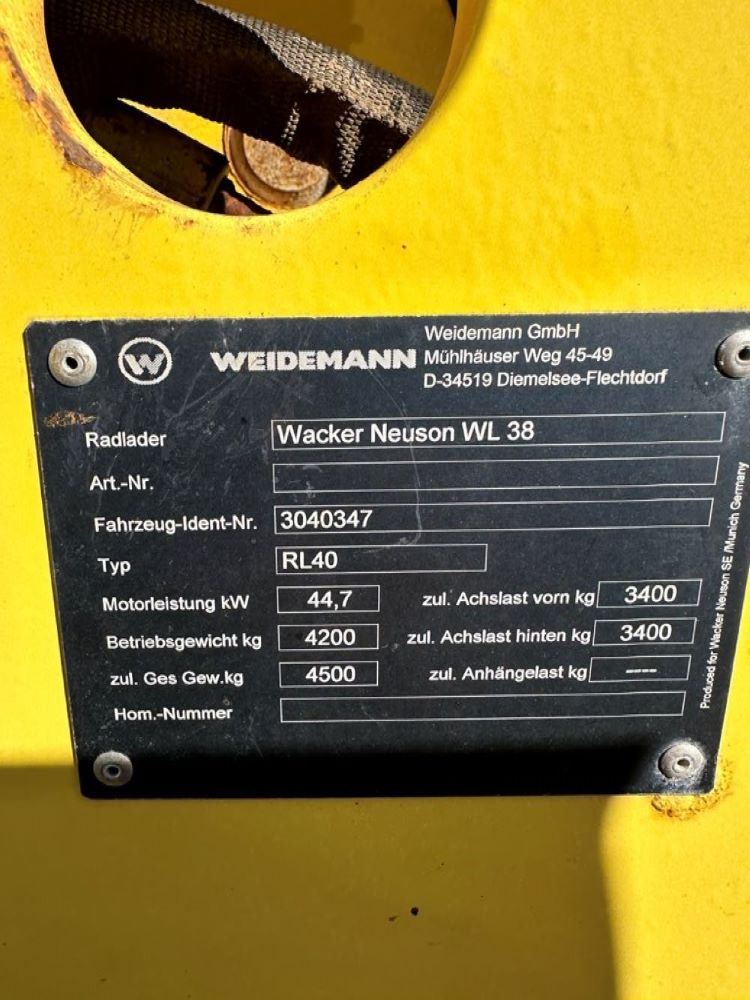 W WEIDEMANN
Weidemann GmbH
Mühlhäuser Weg 45-49
D-34519 Diemelsee-Flechtdorf
Radlader Wacker Neuson WL 38
Art.-Nr.
Fahrzeug-Ident-Nr. 3040347
Typ RL40
Motorleistung kW 44,7 zul. Achslast vorn kg 3400
Betriebsgewicht kg 4200 zul. Achslast hinten kg 3400
zul. Ges Gew.kg 4500 zul. Anhängelast kg ----
Hom.-Nummer
Produced for Wacker Neuson SE /Munich Germany